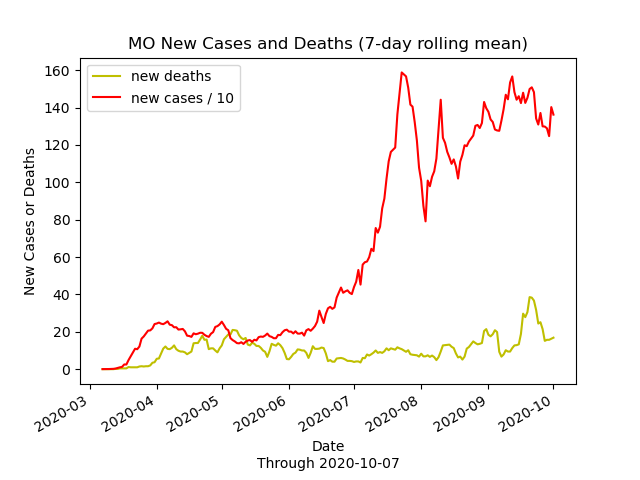 MO New Cases and Deaths (7-day rolling mean)
new deaths
new cases / 10
160
140
120
100
80
60
40
20
0
New Cases or Deaths
2020-03
2020-04
2020-05
2020-06
2020-07
2020-08
2020-09
2020-10
Date
Through 2020-10-07